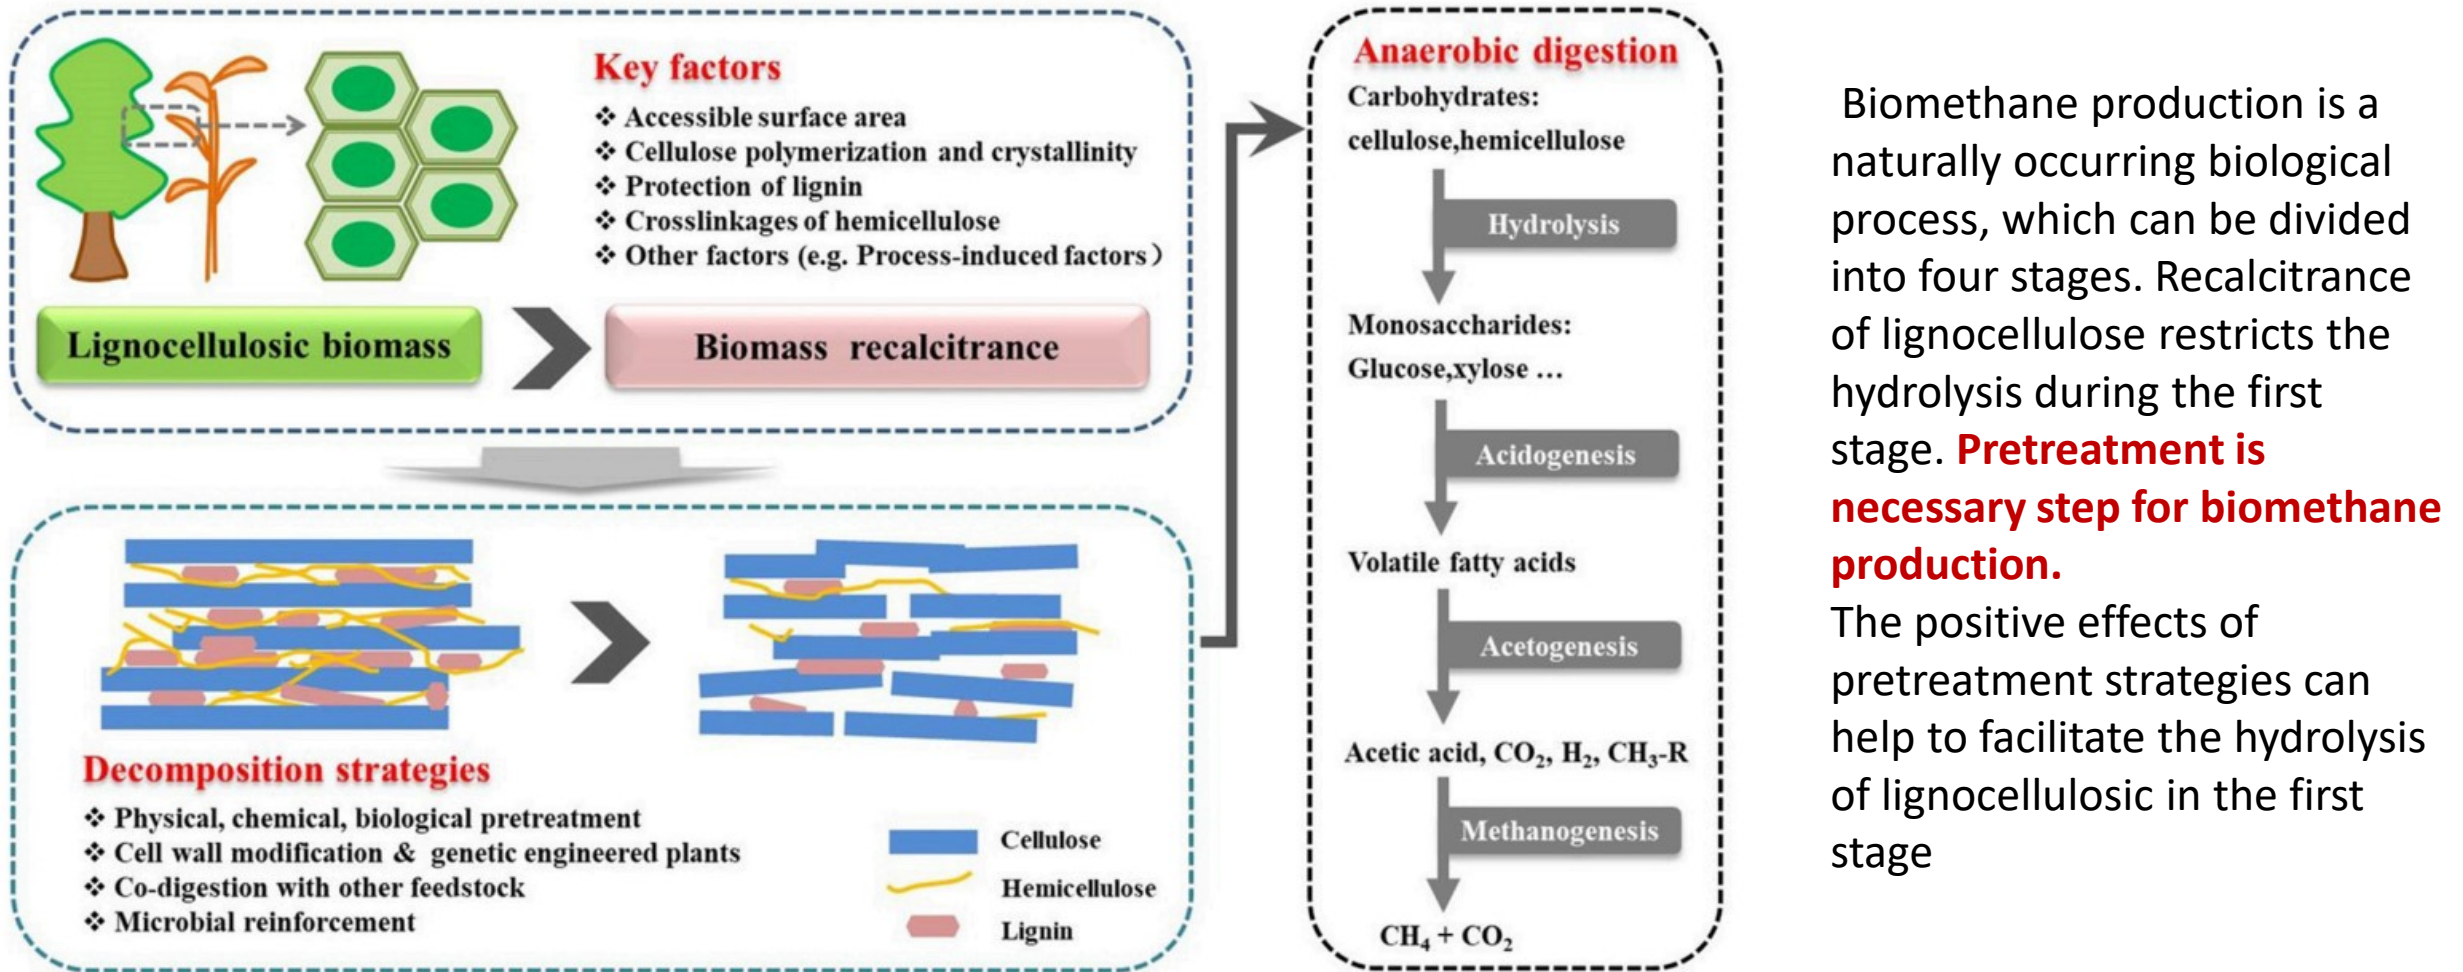 Key factors
❖ Accessible surface area
❖ Cellulose polymerization and crystallinity
❖ Protection of lignin
❖ Crosslinkages of hemicellulose
❖ Other factors (e.g. Process-induced factors）
Lignocellulosic biomass
Biomass recalcitrance
Decomposition strategies
❖ Physical, chemical, biological pretreatment
❖ Cell wall modification & genetic engineered plants
❖ Co-digestion with other feedstock
❖ Microbial reinforcement
Cellulose
Hemicellulose
Lignin
Anaerobic digestion
Carbohydrates:
cellulose,hemicellulose
Hydrolysis
Monosaccharides:
Glucose,xylose ...
Acidogenesis
Volatile fatty acids
Acetogenesis
Acetic acid, CO₂, H₂, CH₃-R
Methanogenesis
CH₄ + CO₂
Biomethane production is a
naturally occurring biological
process, which can be divided
into four stages. Recalcitrance
of lignocellulose restricts the
hydrolysis during the first
stage. Pretreatment is
necessary step for biomethane
production.
The positive effects of
pretreatment strategies can
help to facilitate the hydrolysis
of lignocellulosic in the first
stage